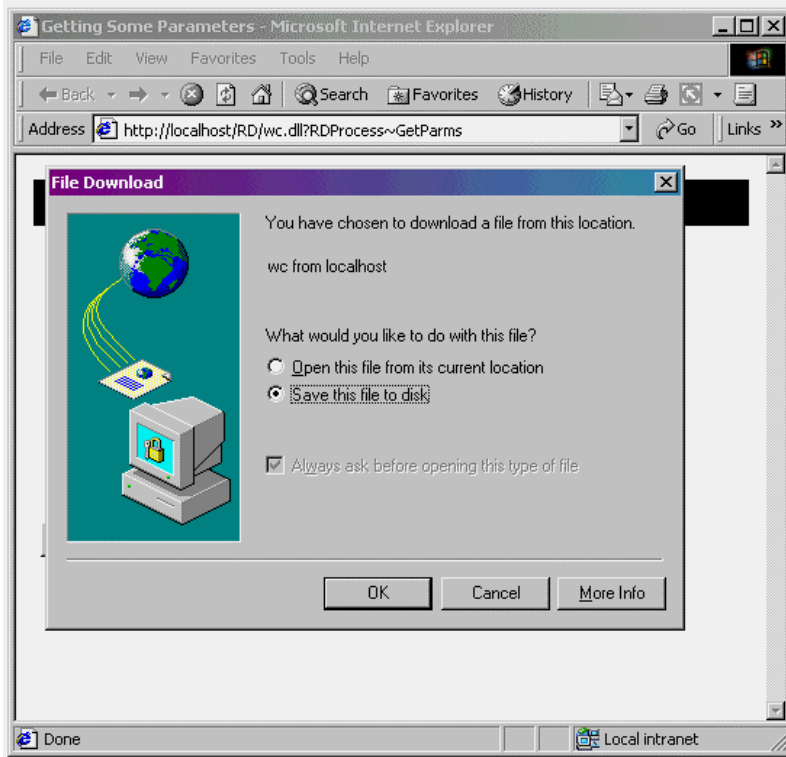 Getting Some Parameters - Microsoft Internet Explorer
File Edit View Favorites Tools Help
Back Search Favorites History
Address http://localhost/RD/wc.dll?RDProcess~GetParms Go Links »
File Download
You have chosen to download a file from this location.
wc from localhost
What would you like to do with this file?
Open this file from its current location
Save this file to disk
Always ask before opening this type of file
OK Cancel More Info
Done Local intranet